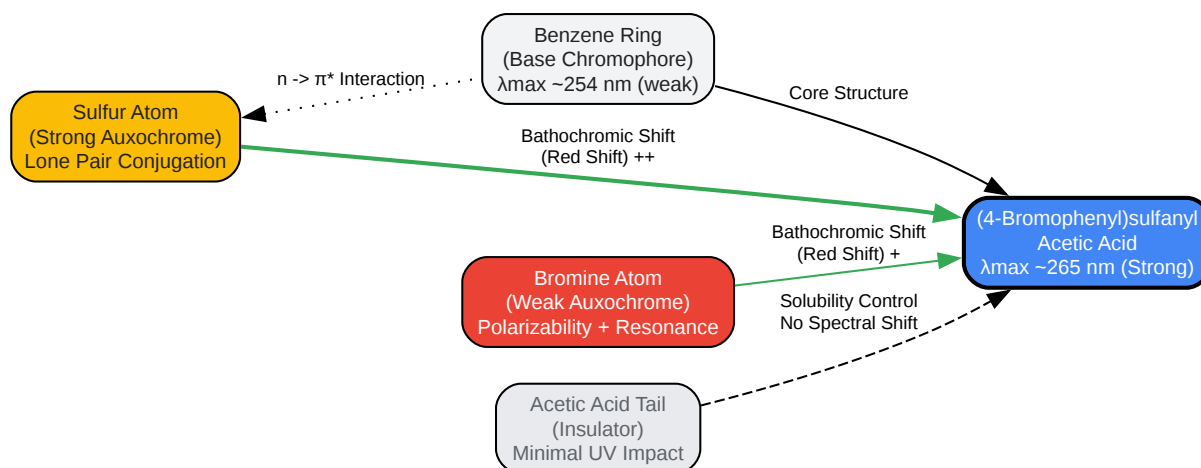 Benzene Ring
(Base Chromophore)
λmax ~254 nm (weak)
n -> π* Interaction
Core Structure
Sulfur Atom
(Strong Auxochrome)
Lone Pair Conjugation
Bathochromic Shift
(Red Shift) ++
(4-Bromophenyl)sulfanyl
Acetic Acid
λmax ~265 nm (Strong)
Bathochromic Shift
(Red Shift) +
Bromine Atom
(Weak Auxochrome)
Polarizability + Resonance
Solubility Control
No Spectral Shift
Acetic Acid Tail
(Insulator)
Minimal UV Impact